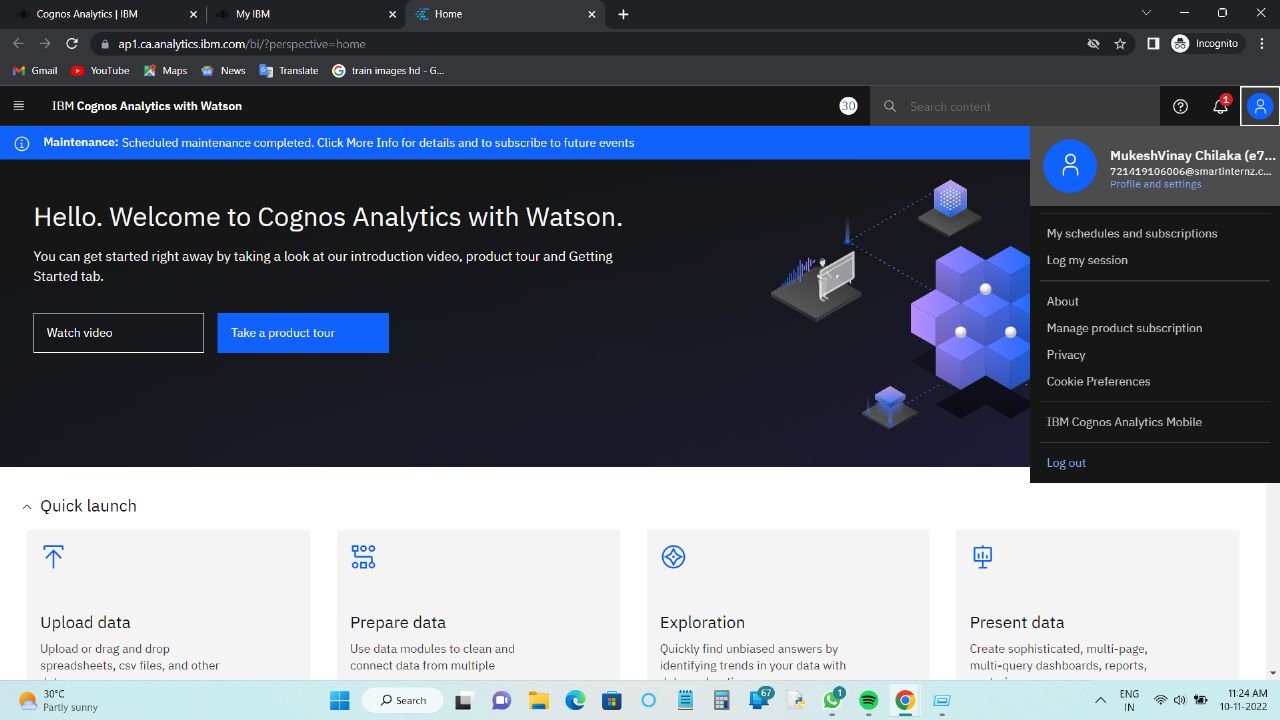 Cognos Analytics | IBM
My IBM
Home
ap1.ca.analytics.ibm.com/bi/?perspective=home
Incognito
Gmail
YouTube
Maps
News
Translate
train images hd - G...
IBM Cognos Analytics with Watson
30
Search content
1
Maintenance: Scheduled maintenance completed. Click More Info for details and to subscribe to future events
MukeshVinay Chilaka (e7...
721419106006@smartinternz.c...
Profile and settings
My schedules and subscriptions
Log my session
About
Manage product subscription
Privacy
Cookie Preferences
IBM Cognos Analytics Mobile
Log out
Hello. Welcome to Cognos Analytics with Watson.
You can get started right away by taking a look at our introduction video, product tour and Getting
Started tab.
Watch video
Take a product tour
Quick launch
Upload data
Upload or drag and drop
spreadsheets, csv files, and other
Prepare data
Use data modules to clean and
connect data from multiple
Exploration
Quickly find unbiased answers by
identifying trends in your data with
Present data
Create sophisticated, multi-page,
multi-query dashboards, reports,
30°C
Partly sunny
Search
67
1
ENG
IN
11:24 AM
10-11-2022